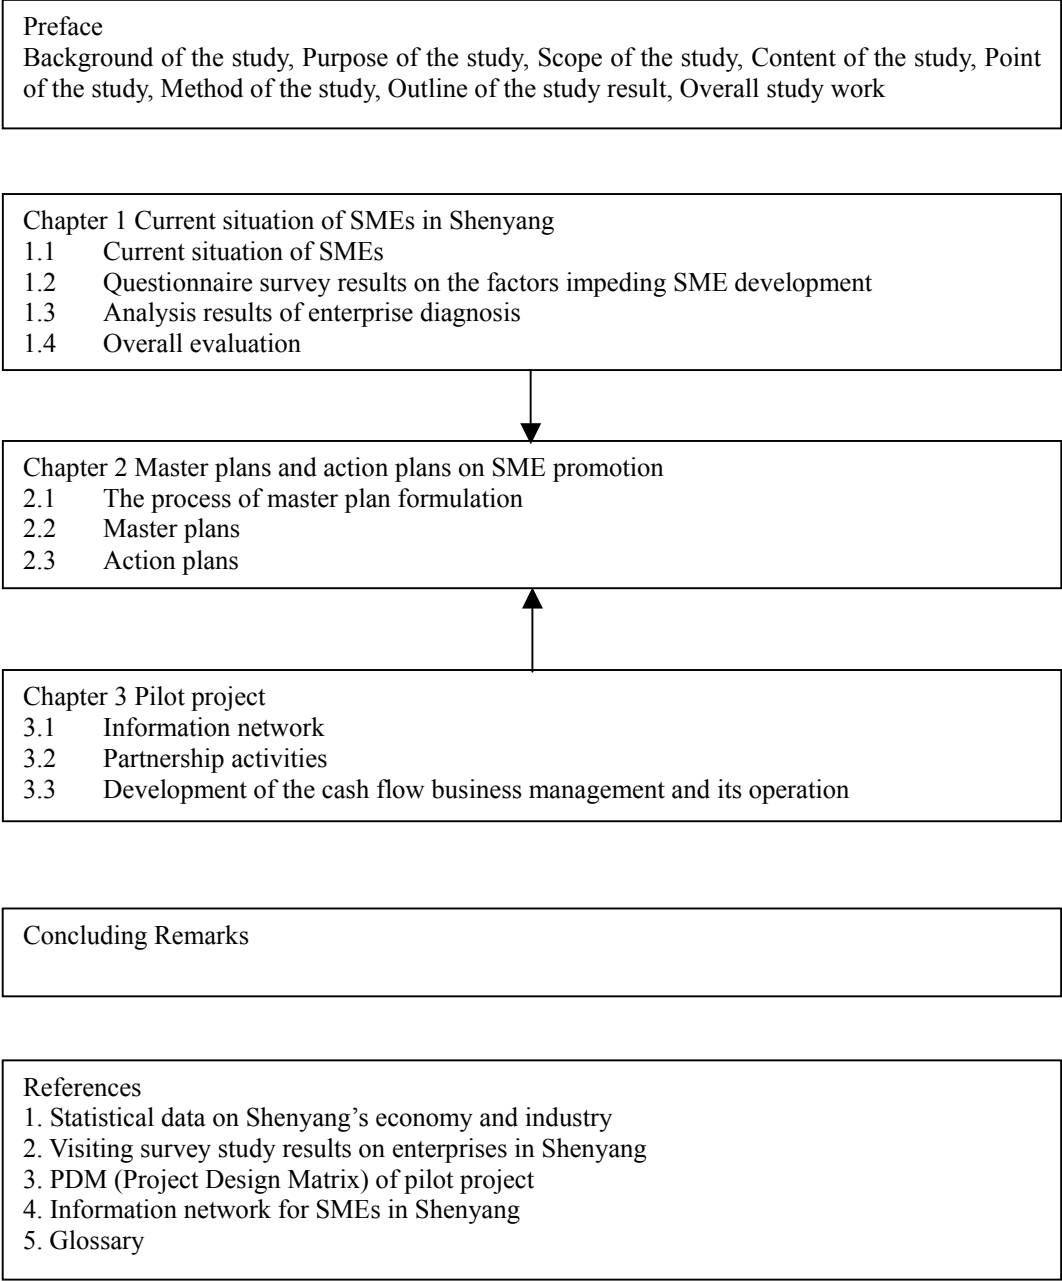 Preface
Background of the study, Purpose of the study, Scope of the study, Content of the study, Point
of the study, Method of the study, Outline of the study result, Overall study work
Chapter 1 Current situation of SMEs in Shenyang
1.1 Current situation of SMEs
1.2 Questionnaire survey results on the factors impeding SME development
1.3 Analysis results of enterprise diagnosis
1.4 Overall evaluation
Chapter 2 Master plans and action plans on SME promotion
2.1 The process of master plan formulation
2.2 Master plans
2.3 Action plans
Chapter 3 Pilot project
3.1 Information network
3.2 Partnership activities
3.3 Development of the cash flow business management and its operation
Concluding Remarks
References
1. Statistical data on Shenyang’s economy and industry
2. Visiting survey study results on enterprises in Shenyang
3. PDM (Project Design Matrix) of pilot project
4. Information network for SMEs in Shenyang
5. Glossary